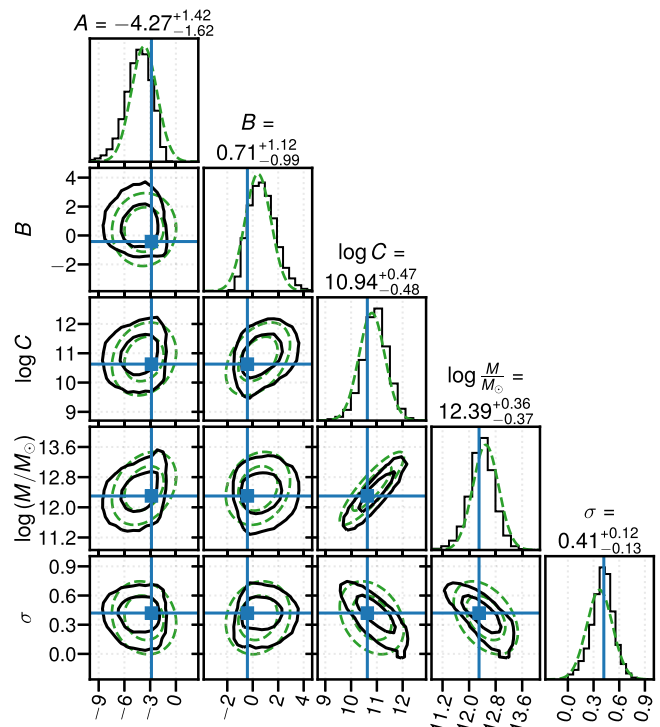 A = −4.27 +1.42 −1.62
B =
0.71 +1.12 −0.99
log C =
10.94 +0.47 −0.48
log M/M⊙ =
12.39 +0.36 −0.37
σ =
0.41 +0.12 −0.13
B
4
2
0
−2
log C
12
11
10
9
log(M/M⊙)
13.6
12.8
12.0
11.2
σ
0.9
0.6
0.3
0.0
−9 −6 −3 0
−2 0 2 4
9 10 11 12
11.2 12.0 12.8 13.6
0.0 0.3 0.6 0.9